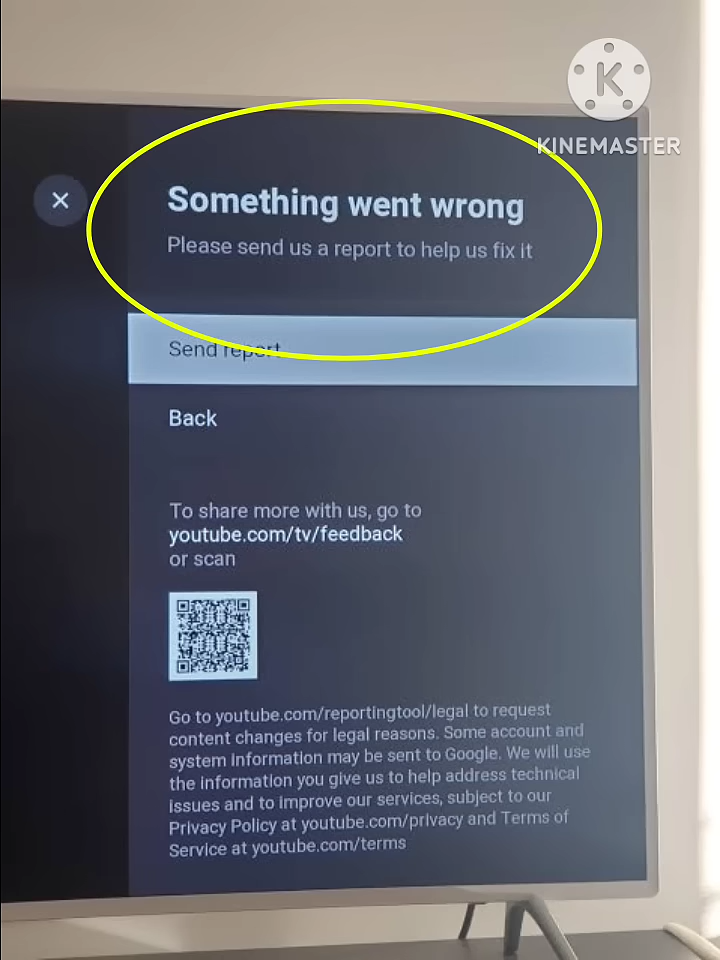 K
KINEMASTER
Something went wrong
Please send us a report to help us fix it
Send report
Back
To share more with us, go to
youtube.com/tv/feedback
or scan
Go to youtube.com/reportingtool/legal to request
content changes for legal reasons. Some account and
system information may be sent to Google. We will use
the information you give us to help address technical
issues and to improve our services, subject to our
Privacy Policy at youtube.com/privacy and Terms of
Service at youtube.com/terms